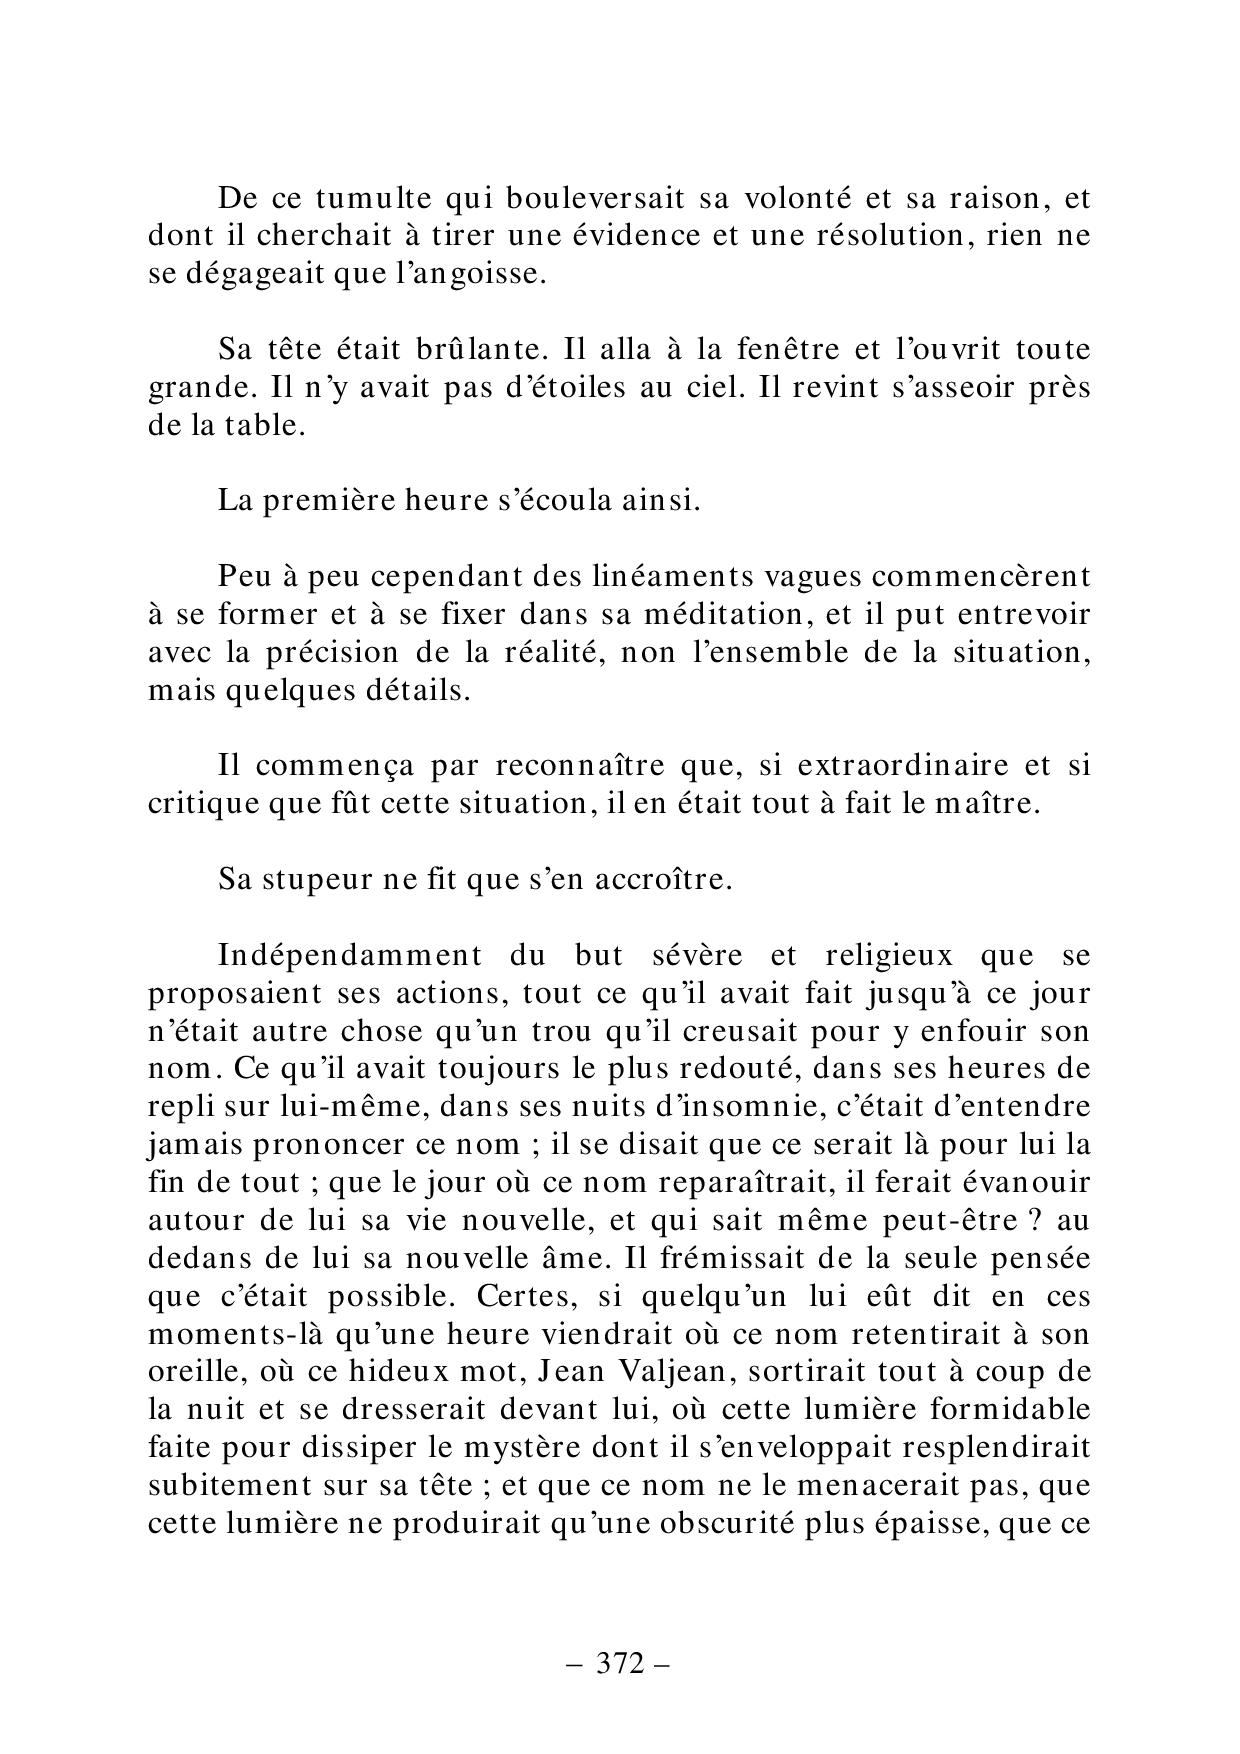 De ce tumulte qui bouleversait sa volonté et sa raison, et
dont il cherchait à tirer une évidence et une résolution, rien ne
se dégageait que l’angoisse.
Sa tête était brûlante. Il alla à la fenêtre et l’ouvrit toute
grande. Il n’y avait pas d’étoiles au ciel. Il revint s’asseoir près
de la table.
La première heure s’écoula ainsi.
Peu à peu cependant des linéaments vagues commencèrent
à se former et à se fixer dans sa méditation, et il put entrevoir
avec la précision de la réalité, non l’ensemble de la situation,
mais quelques détails.
Il commença par reconnaître que, si extraordinaire et si
critique que fût cette situation, il en était tout à fait le maître.
Sa stupeur ne fit que s’en accroître.
Indépendamment du but sévère et religieux que se
proposaient ses actions, tout ce qu’il avait fait jusqu’à ce jour
n’était autre chose qu’un trou qu’il creusait pour y enfouir son
nom. Ce qu’il avait toujours le plus redouté, dans ses heures de
repli sur lui-même, dans ses nuits d’insomnie, c’était d’entendre
jamais prononcer ce nom ; il se disait que ce serait là pour lui la
fin de tout ; que le jour où ce nom reparaîtrait, il ferait évanouir
autour de lui sa vie nouvelle, et qui sait même peut-être ? au
dedans de lui sa nouvelle âme. Il frémissait de la seule pensée
que c’était possible. Certes, si quelqu’un lui eût dit en ces
moments-là qu’une heure viendrait où ce nom retentirait à son
oreille, où ce hideux mot, Jean Valjean, sortirait tout à coup de
la nuit et se dresserait devant lui, où cette lumière formidable
faite pour dissiper le mystère dont il s’enveloppait resplendirait
subitement sur sa tête ; et que ce nom ne le menacerait pas, que
cette lumière ne produirait qu’une obscurité plus épaisse, que ce
– 372 –